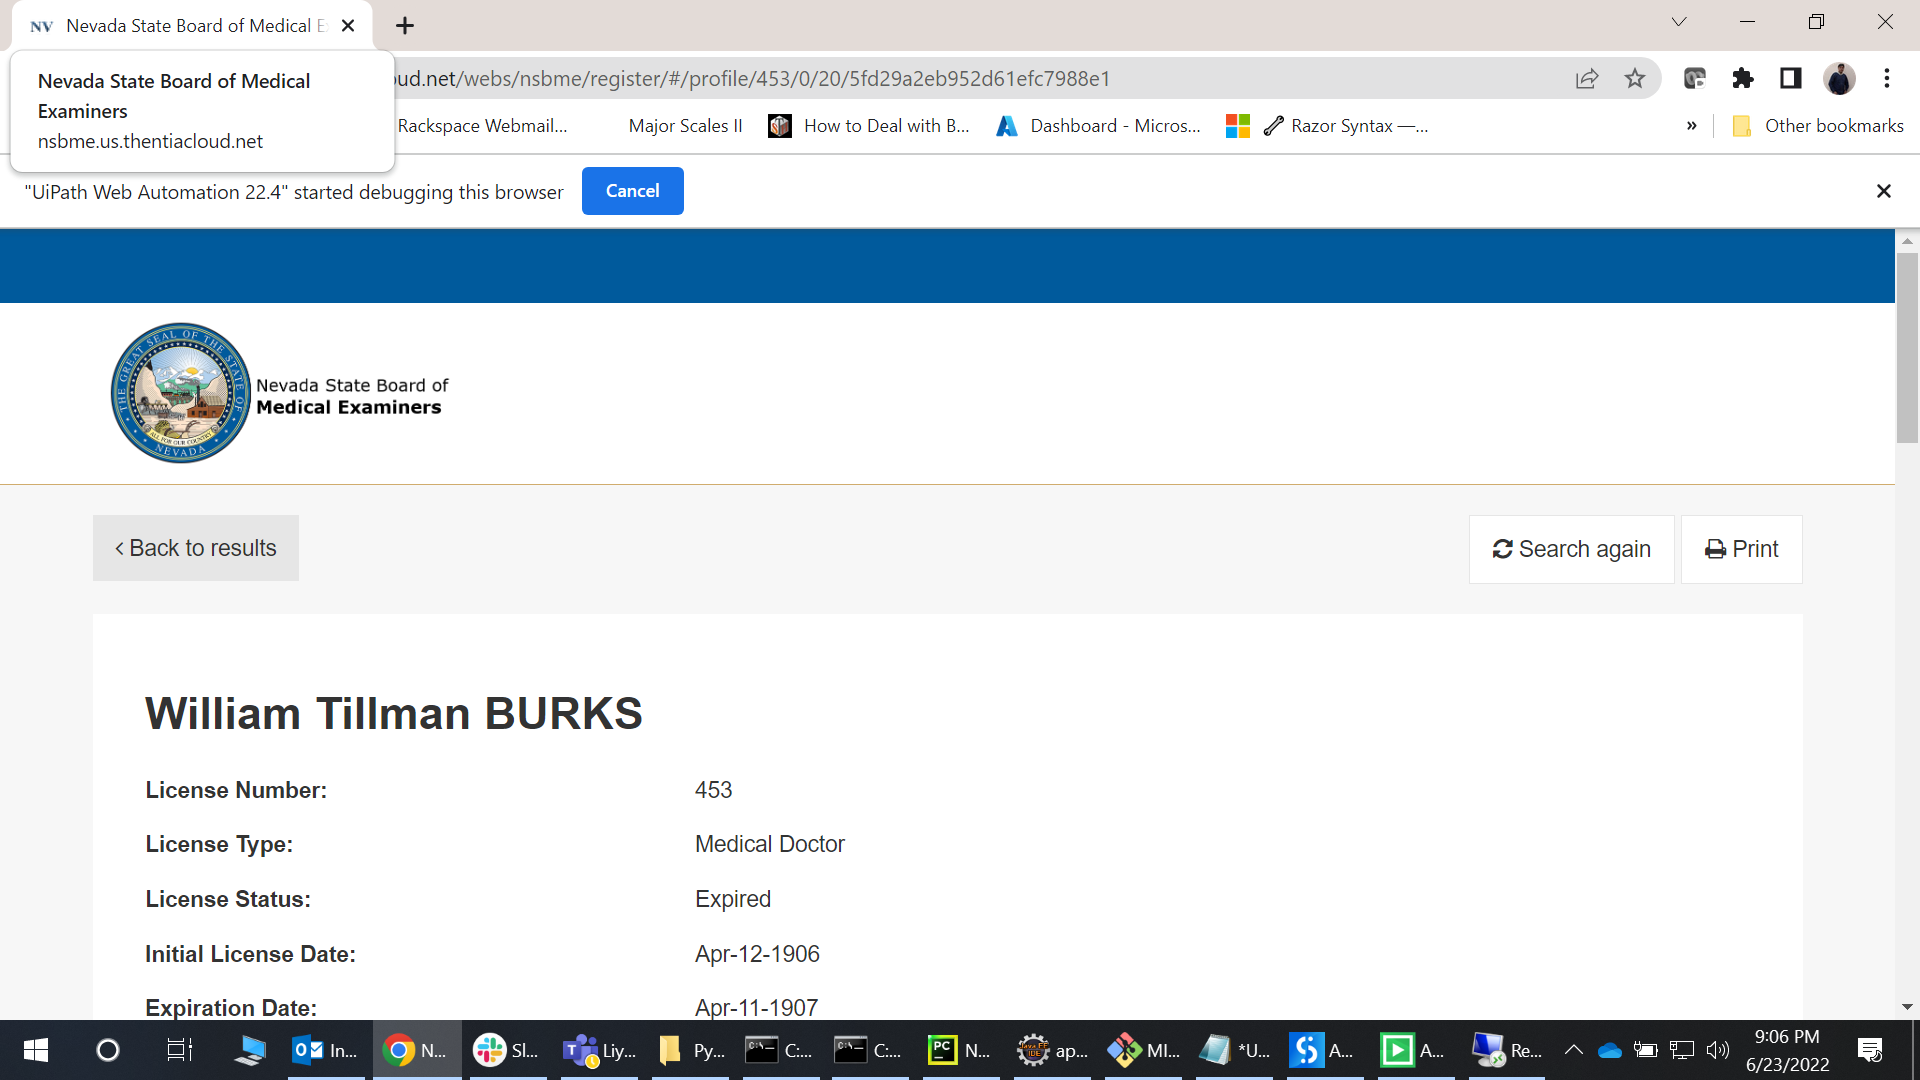 NV Nevada State Board of Medical E
Nevada State Board of Medical
Examiners
nsbme.us.thentiacloud.net
oud.net/webs/nsbme/register/#/profile/453/0/20/5fd29a2eb952d61efc7988e1
Rackspace Webmail... Major Scales II How to Deal with B... Dashboard - Micros... Razor Syntax —... » Other bookmarks
"UiPath Web Automation 22.4" started debugging this browser Cancel
THE GREAT SEAL OF THE STATE OF NEVADA
ALL FOR OUR COUNTRY
Nevada State Board of
Medical Examiners
Back to results
Search again
Print
William Tillman BURKS
License Number: 453
License Type: Medical Doctor
License Status: Expired
Initial License Date: Apr-12-1906
Expiration Date: Apr-11-1907
In... N... Sl... Liy... Py... C:... C:... N... ap... MI... *U... A... A... Re...
9:06 PM
6/23/2022